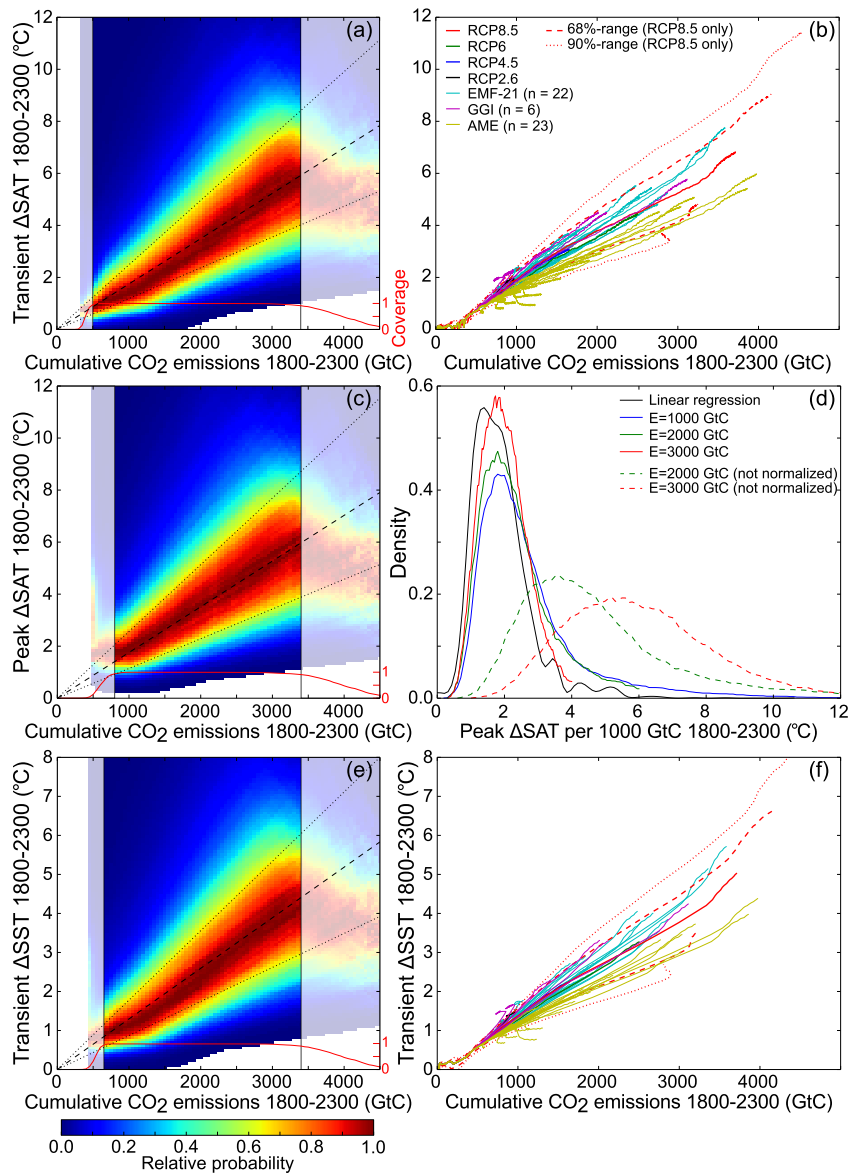 (a)
Transient ΔSAT 1800-2300 (°C)
12
10
8
6
4
2
0
1
0
Coverage
0 1000 2000 3000 4000
Cumulative CO2 emissions 1800-2300 (GtC)
(b)
RCP8.5
RCP6
RCP4.5
RCP2.6
EMF-21 (n = 22)
GGI (n = 6)
AME (n = 23)
68%-range (RCP8.5 only)
90%-range (RCP8.5 only)
12
10
8
6
4
2
0
0 1000 2000 3000 4000
Cumulative CO2 emissions 1800-2300 (GtC)
(c)
Peak ΔSAT 1800-2300 (°C)
12
10
8
6
4
2
0
1
0
0 1000 2000 3000 4000
Cumulative CO2 emissions 1800-2300 (GtC)
(d)
Linear regression
E=1000 GtC
E=2000 GtC
E=3000 GtC
E=2000 GtC (not normalized)
E=3000 GtC (not normalized)
Density
0.6
0.4
0.2
0.0
0 2 4 6 8 10 12
Peak ΔSAT per 1000 GtC 1800-2300 (°C)
(e)
Transient ΔSST 1800-2300 (°C)
8
7
6
5
4
3
2
1
0
1
0
0 1000 2000 3000 4000
Cumulative CO2 emissions 1800-2300 (GtC)
(f)
Transient ΔSST 1800-2300 (°C)
8
7
6
5
4
3
2
1
0
0 1000 2000 3000 4000
Cumulative CO2 emissions 1800-2300 (GtC)
0.0 0.2 0.4 0.6 0.8 1.0
Relative probability